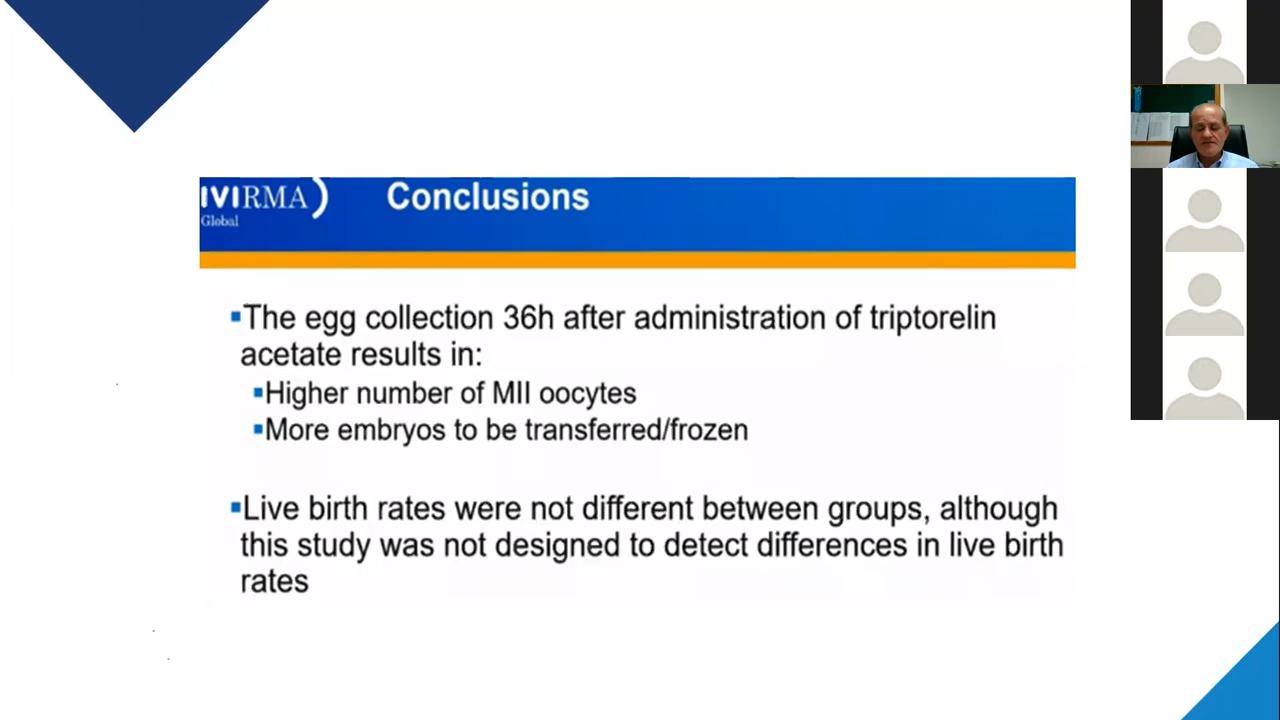 IVIRMA
Global
Conclusions
▪The egg collection 36h after administration of triptorelin
acetate results in:
▪Higher number of MII oocytes
▪More embryos to be transferred/frozen
▪Live birth rates were not different between groups, although
this study was not designed to detect differences in live birth
rates